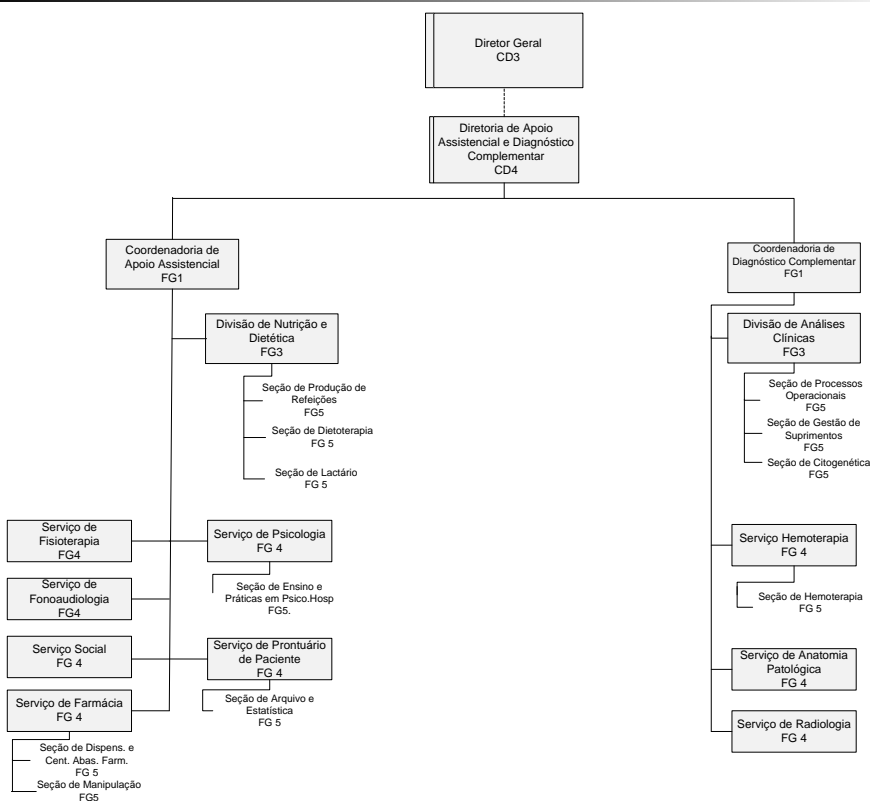 Diretor Geral
CD3
Diretoria de Apoio
Assistencial e Diagnóstico
Complementar
CD4
Coordenadoria de
Apoio Assistencial
FG1
Divisão de Nutrição e
Dietética
FG3
Seção de Produção de
Refeições
FG5
Seção de Dietoterapia
FG 5
Seção de Lactário
FG 5
Serviço de
Fisioterapia
FG4
Serviço de Psicologia
FG 4
Seção de Ensino e
Práticas em Psico.Hosp
FG5.
Serviço de
Fonoaudiologia
FG4
Serviço Social
FG 4
Serviço de Prontuário
de Paciente
FG 4
Seção de Arquivo e
Estatística
FG 5
Serviço de Farmácia
FG 4
Seção de Dispens. e
Cent. Abas. Farm.
FG 5
Seção de Manipulação
FG5
Coordenadoria de
Diagnóstico Complementar
FG1
Divisão de Análises
Clínicas
FG3
Seção de Processos
Operacionais
FG5
Seção de Gestão de
Suprimentos
FG5
Seção de Citogenética
FG5
Serviço Hemoterapia
FG 4
Seção de Hemoterapia
FG 5
Serviço de Anatomia
Patológica
FG 4
Serviço de Radiologia
FG 4